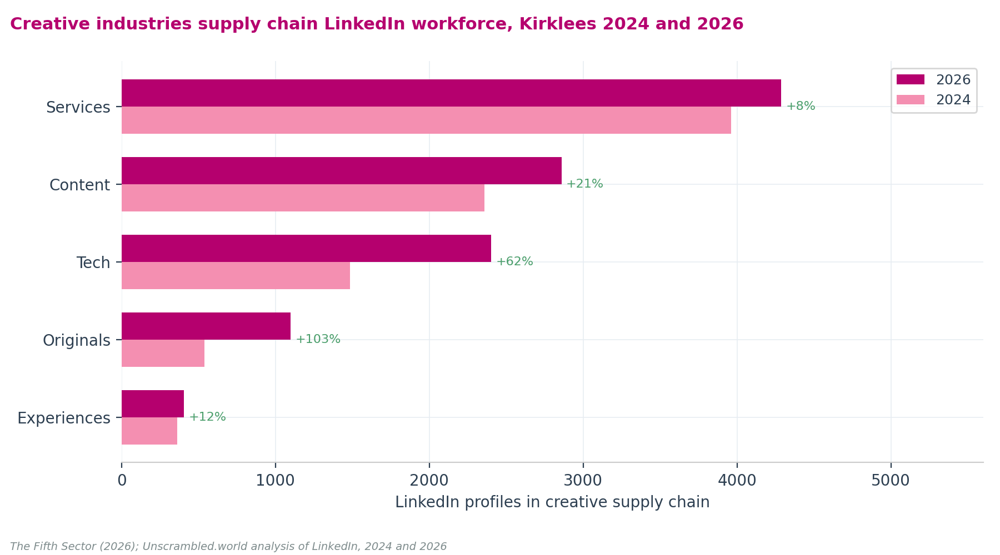 Creative industries supply chain LinkedIn workforce, Kirklees 2024 and 2026
2026
2024
Services
+8%
Content
+21%
Tech
+62%
Originals
+103%
Experiences
+12%
0 1000 2000 3000 4000 5000
LinkedIn profiles in creative supply chain
The Fifth Sector (2026); Unscrambled.world analysis of LinkedIn, 2024 and 2026